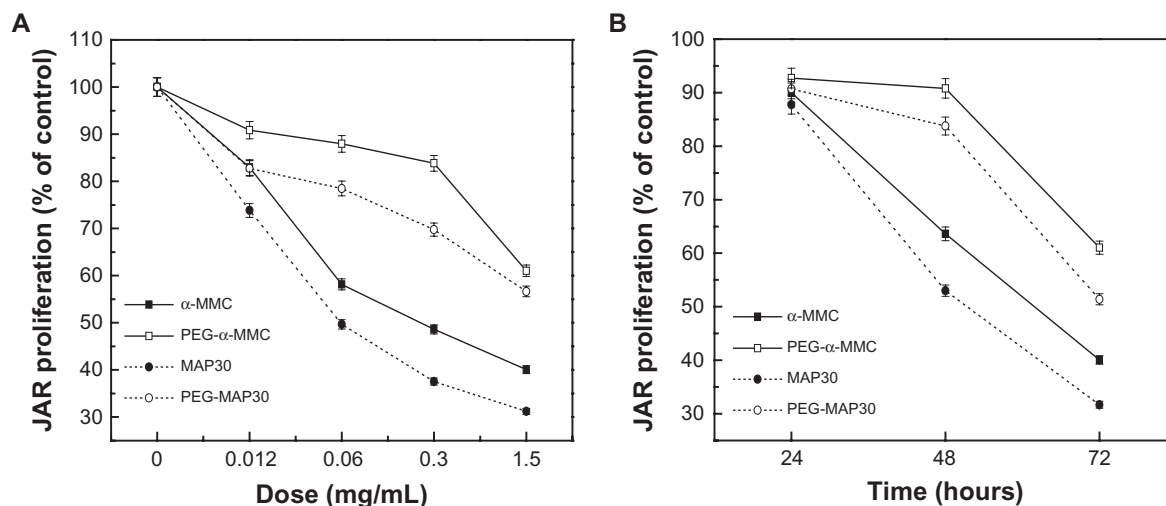 A
JAR proliferation (% of control)
110
100
90
80
70
60
50
40
30
α-MMC
PEG-α-MMC
MAP30
PEG-MAP30
0 0.012 0.06 0.3 1.5
Dose (mg/mL)
B
JAR proliferation (% of control)
100
90
80
70
60
50
40
30
α-MMC
PEG-α-MMC
MAP30
PEG-MAP30
24 48 72
Time (hours)